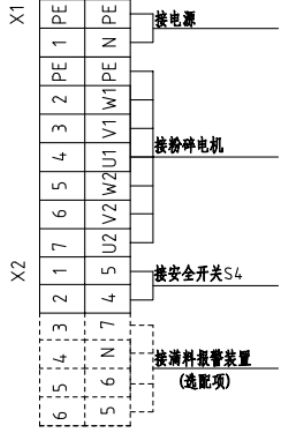 X1 PE PE 接电源
1 N
PE PE
2 W1
3 V1
4 U1 接粉碎电机
5 W2
6 V2
7 U2
X2 1 5 接安全开关S4
2 4
3 7
4 N 接满料报警装置
5 6 (选配项)
6 5